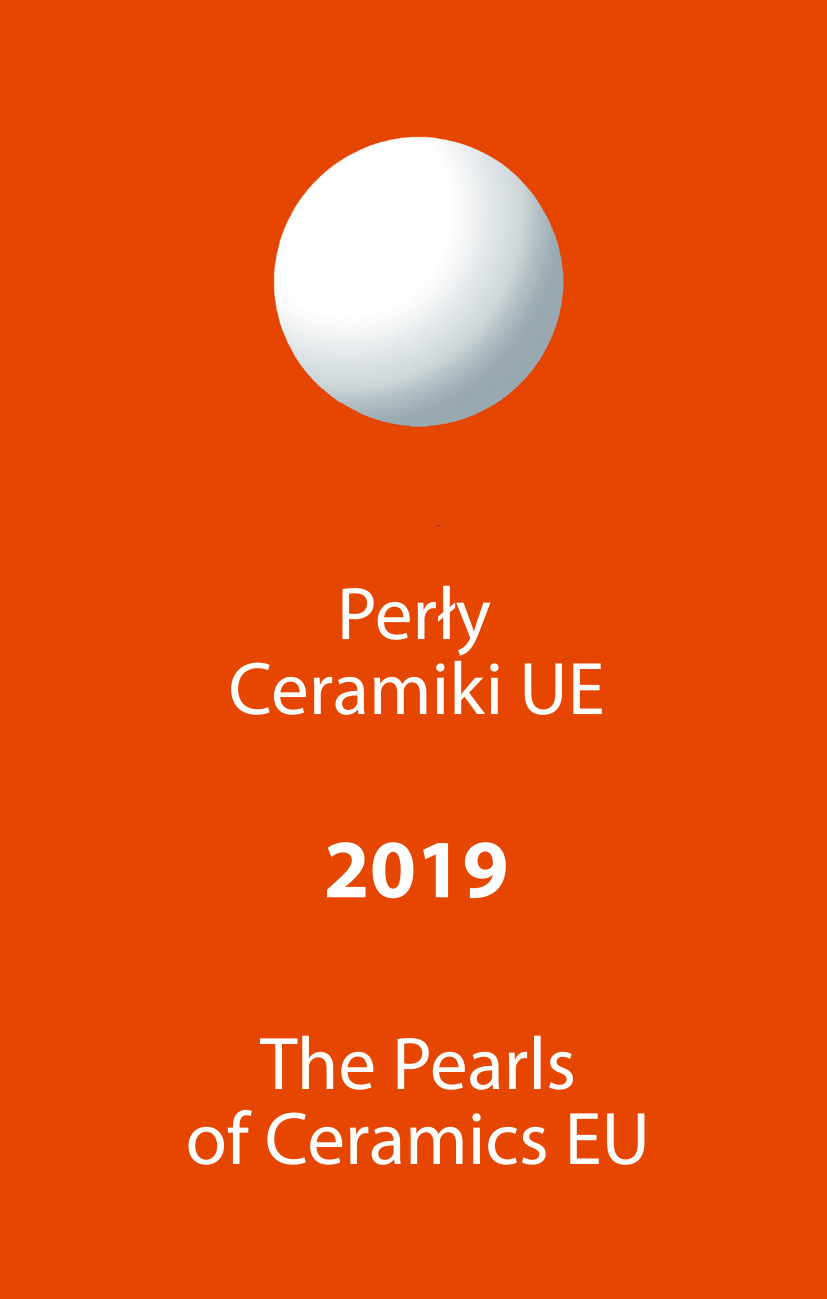 Perły
Ceramiki UE
2019
The Pearls
of Ceramics EU